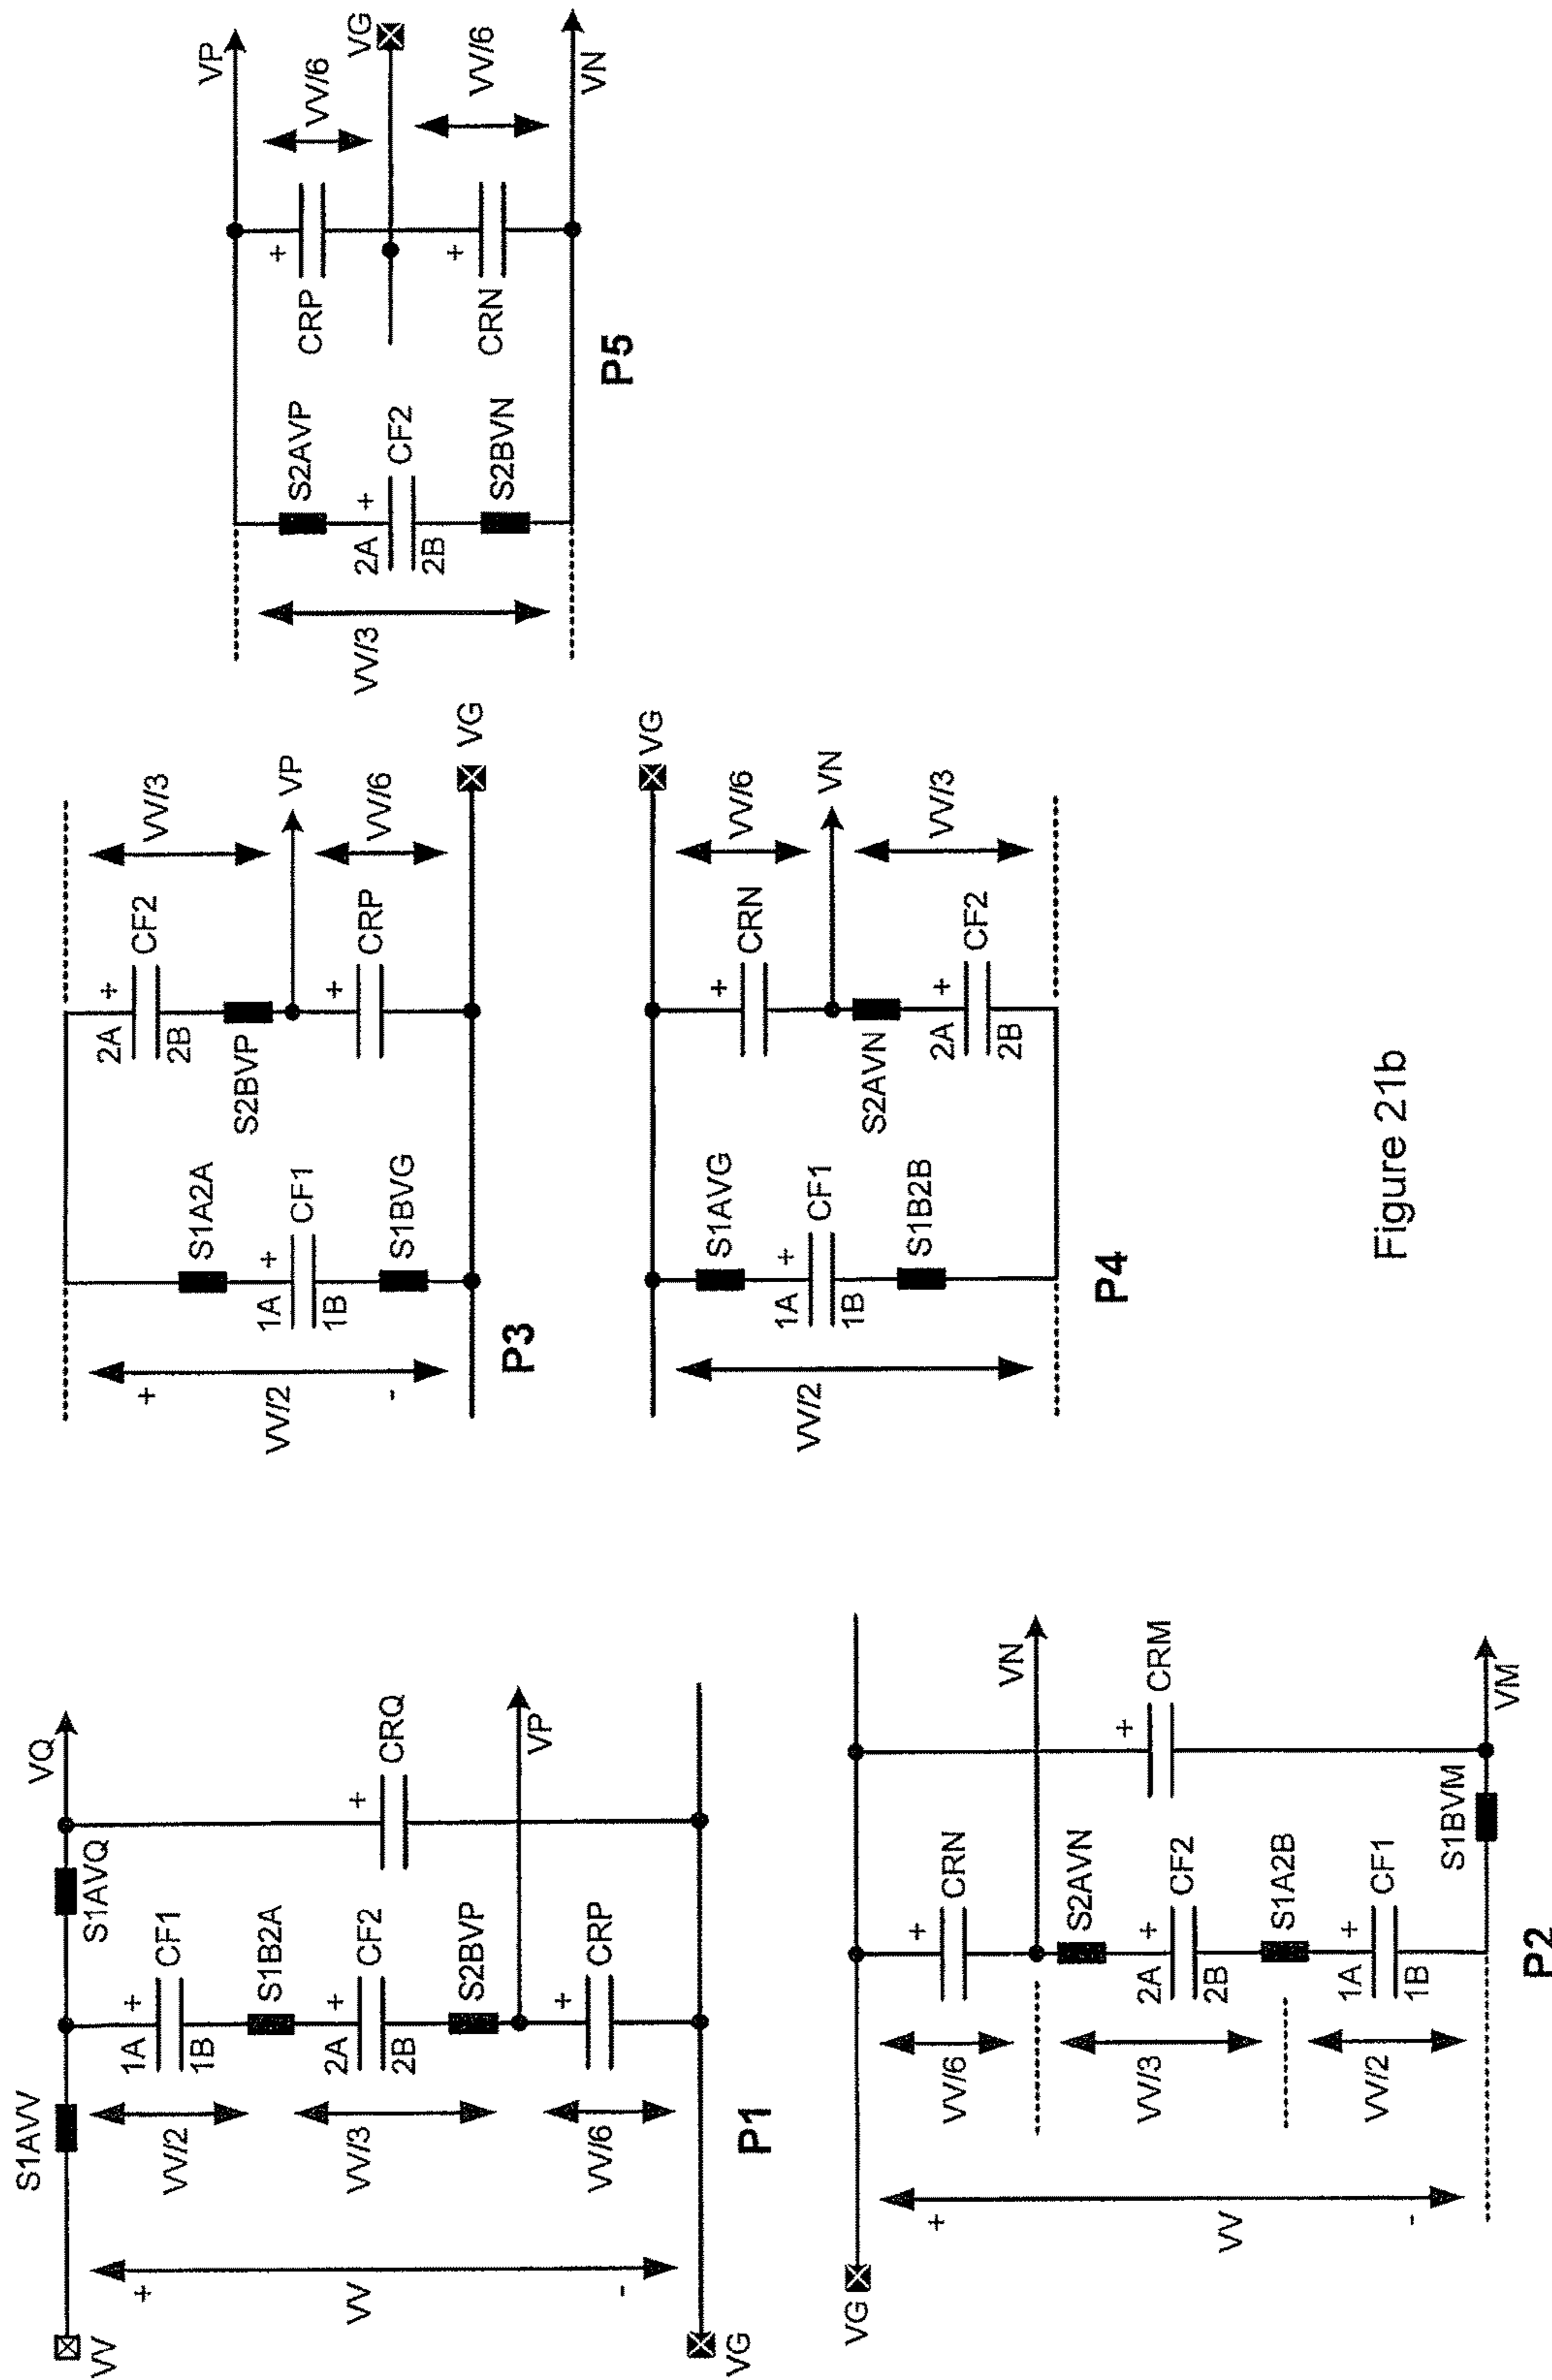 S1AVV
S1AVQ
VQ
VV
1A
+
CF1
1B
S1B2A
2A
+
CF2
2B
S2BVP
+
CRP
+
CRQ
VP
VV/2
VV/3
VV/6
+
VV
-
VG
P1
VG
+
VV
-
VV/6
VV/3
VV/2
+
CRN
VN
S2AVN
2A
+
CF2
2B
S1A2B
1A
+
CF1
1B
+
CRM
S1BVM
VM
P2
+
VV/2
-
S1A2A
1A
+
CF1
1B
S1BVG
2A
+
CF2
2B
S2BVP
+
CRP
VV/3
VP
VV/6
VG
P3
VG
VV/2
S1AVG
1A
+
CF1
1B
S1B2B
+
CRN
VN
S2AVN
2A
+
CF2
2B
VV/6
VV/3
P4
VP
VV/3
S2AVP
2A
+
CF2
2B
S2BVN
+
CRP
+
CRN
VV/6
VG
VV/6
VN
P5
Figure 21b